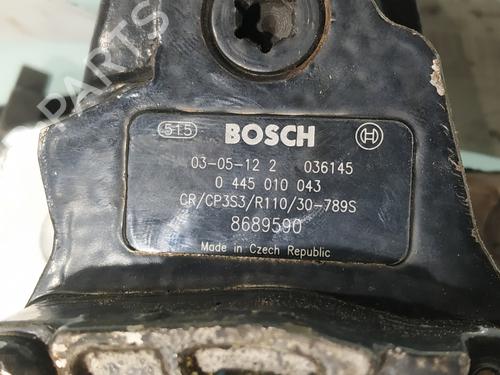 PARTS
515 BOSCH
03-05-12 2 036145
0 445 010 043
CR/CP3S3/R110/30-789S
8689590
Made in Czech Republic